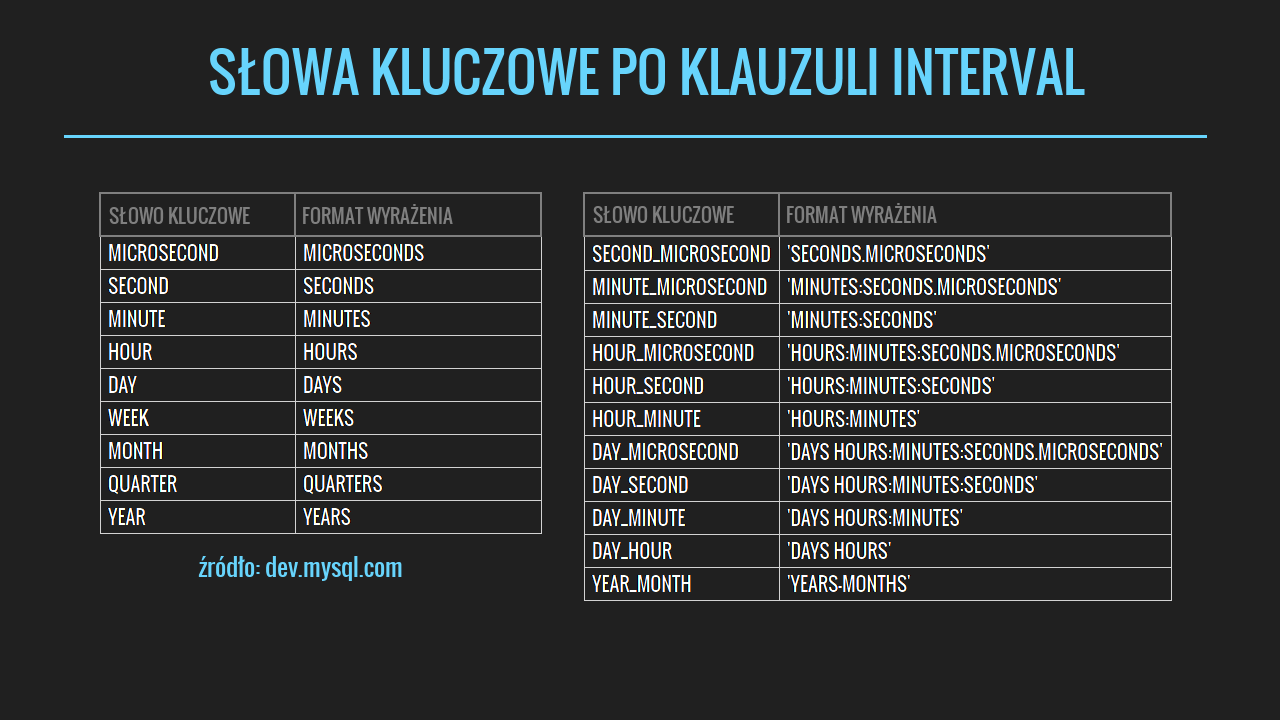 SŁOWA KLUCZOWE PO KLAUZULI INTERVAL
SŁOWO KLUCZOWE FORMAT WYRAŻENIA
MICROSECOND MICROSECONDS
SECOND SECONDS
MINUTE MINUTES
HOUR HOURS
DAY DAYS
WEEK WEEKS
MONTH MONTHS
QUARTER QUARTERS
YEAR YEARS
źródło: dev.mysql.com
SŁOWO KLUCZOWE FORMAT WYRAŻENIA
SECOND_MICROSECOND 'SECONDS.MICROSECONDS'
MINUTE_MICROSECOND 'MINUTES:SECONDS.MICROSECONDS'
MINUTE_SECOND 'MINUTES:SECONDS'
HOUR_MICROSECOND 'HOURS:MINUTES:SECONDS.MICROSECONDS'
HOUR_SECOND 'HOURS:MINUTES:SECONDS'
HOUR_MINUTE 'HOURS:MINUTES'
DAY_MICROSECOND 'DAYS HOURS:MINUTES:SECONDS.MICROSECONDS'
DAY_SECOND 'DAYS HOURS:MINUTES:SECONDS'
DAY_MINUTE 'DAYS HOURS:MINUTES'
DAY_HOUR 'DAYS HOURS'
YEAR_MONTH 'YEARS-MONTHS'